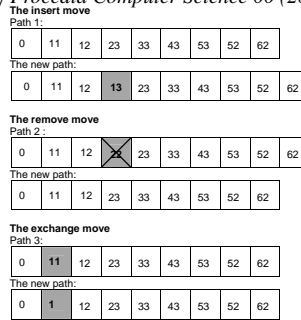 Procedia Computer Science 60 (20
The insert move
Path 1:
0 11 12 23 33 43 53 52 62
The new path:
0 11 12 13 23 33 43 53 52 62
The remove move
Path 2 :
0 11 12 22 23 33 43 53 52 62
The new path:
0 11 12 23 33 43 53 52 62
The exchange move
Path 3:
0 11 12 23 33 43 53 52 62
The new path:
0 1 12 23 33 43 53 52 62